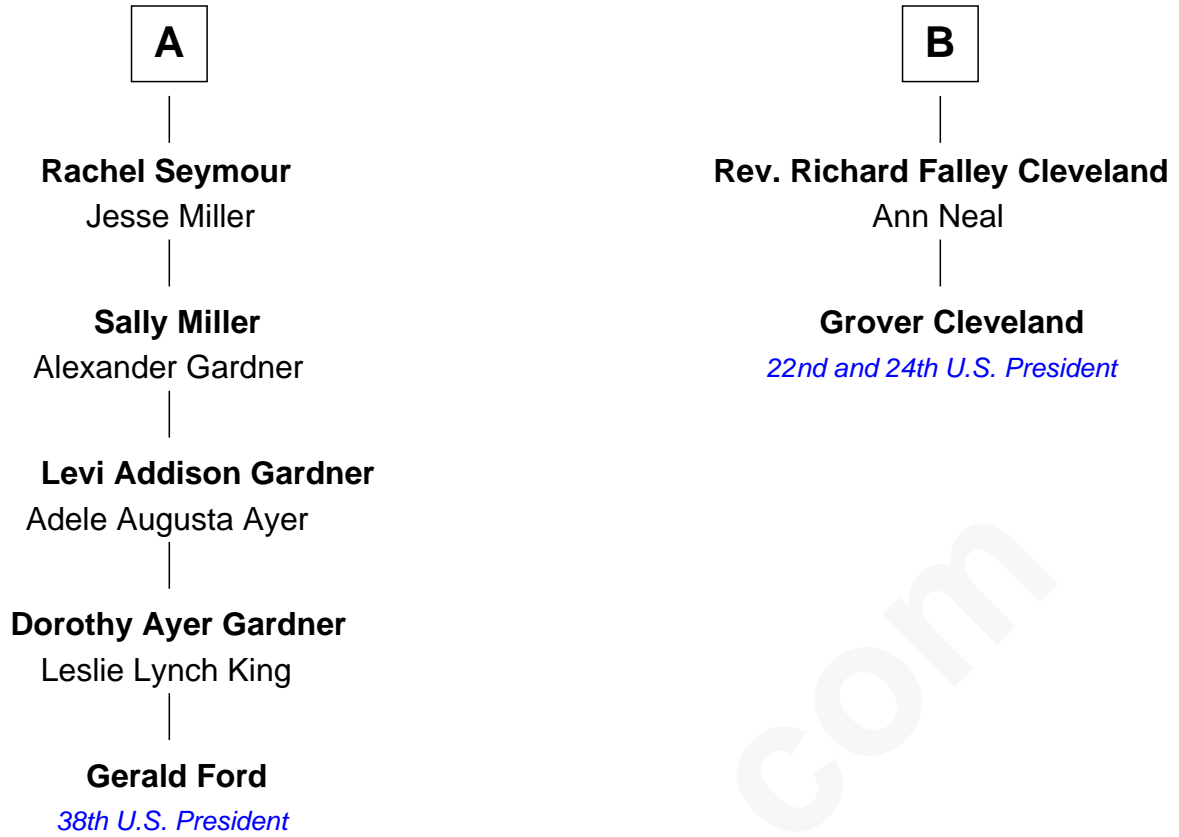 A
Rachel Seymour
Jesse Miller
Sally Miller
Alexander Gardner
Levi Addison Gardner
Adele Augusta Ayer
Dorothy Ayer Gardner
Leslie Lynch King
Gerald Ford
38th U.S. President
B
Rev. Richard Falley Cleveland
Ann Neal
Grover Cleveland
22nd and 24th U.S. President
com